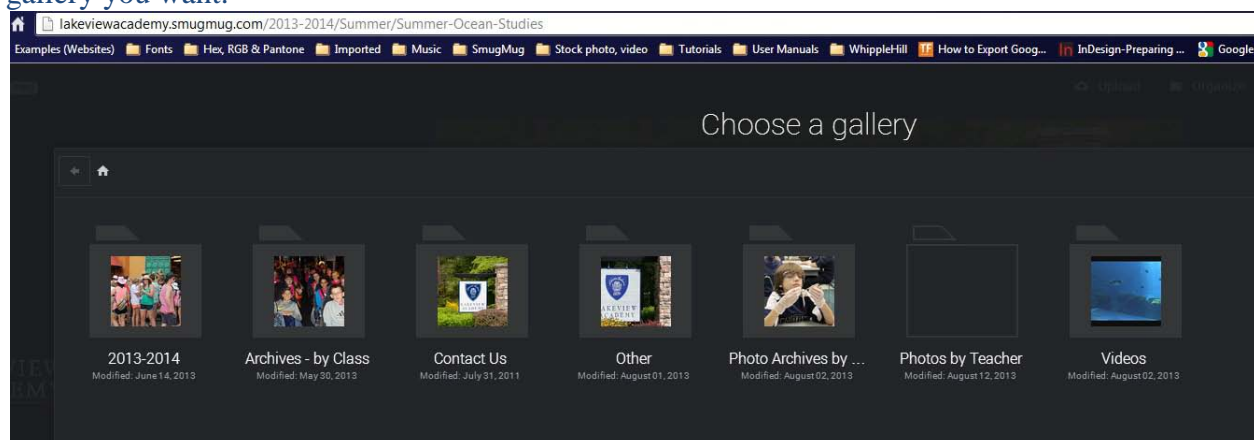 gallery you want.
lakeviewacademy.smugmug.com/2013-2014/Summer/Summer-Ocean-Studies
Examples (Websites) Fonts Hex, RGB & Pantone Imported Music SmugMug Stock photo, video Tutorials User Manuals WhippleHill TF How to Export Goog... In InDesign-Preparing ... Google
Upload Organize
Choose a gallery
2013-2014 Archives - by Class Contact Us Other Photo Archives by ... Photos by Teacher Videos
Modified: June 14, 2013 Modified: May 30, 2013 Modified: July 31, 2011 Modified: August 01, 2013 Modified: August 02, 2013 Modified: August 12, 2013 Modified: August 02, 2013